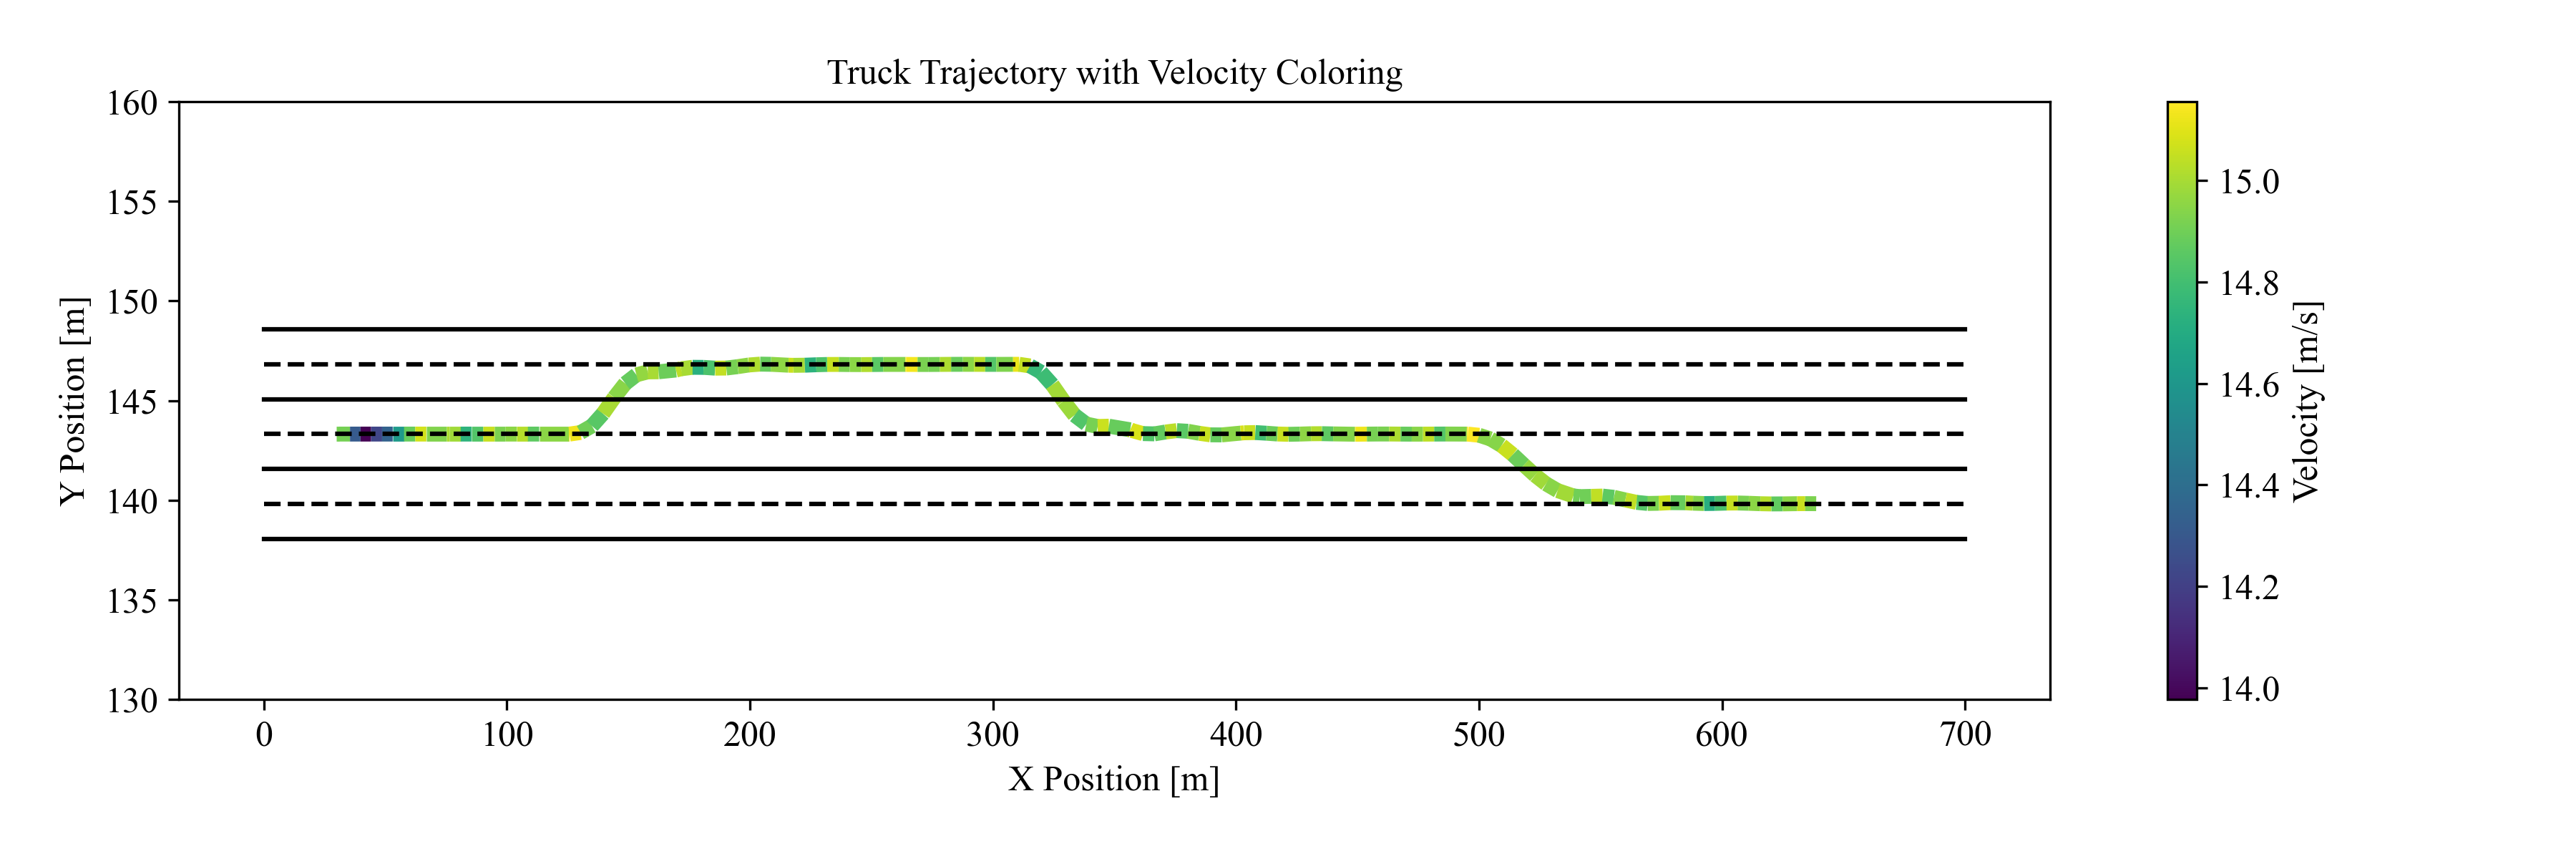 Truck Trajectory with Velocity Coloring
160
155
150
145
140
135
130
Y Position [m]
0 100 200 300 400 500 600 700
X Position [m]
15.0
14.8
14.6
14.4
14.2
14.0
Velocity [m/s]